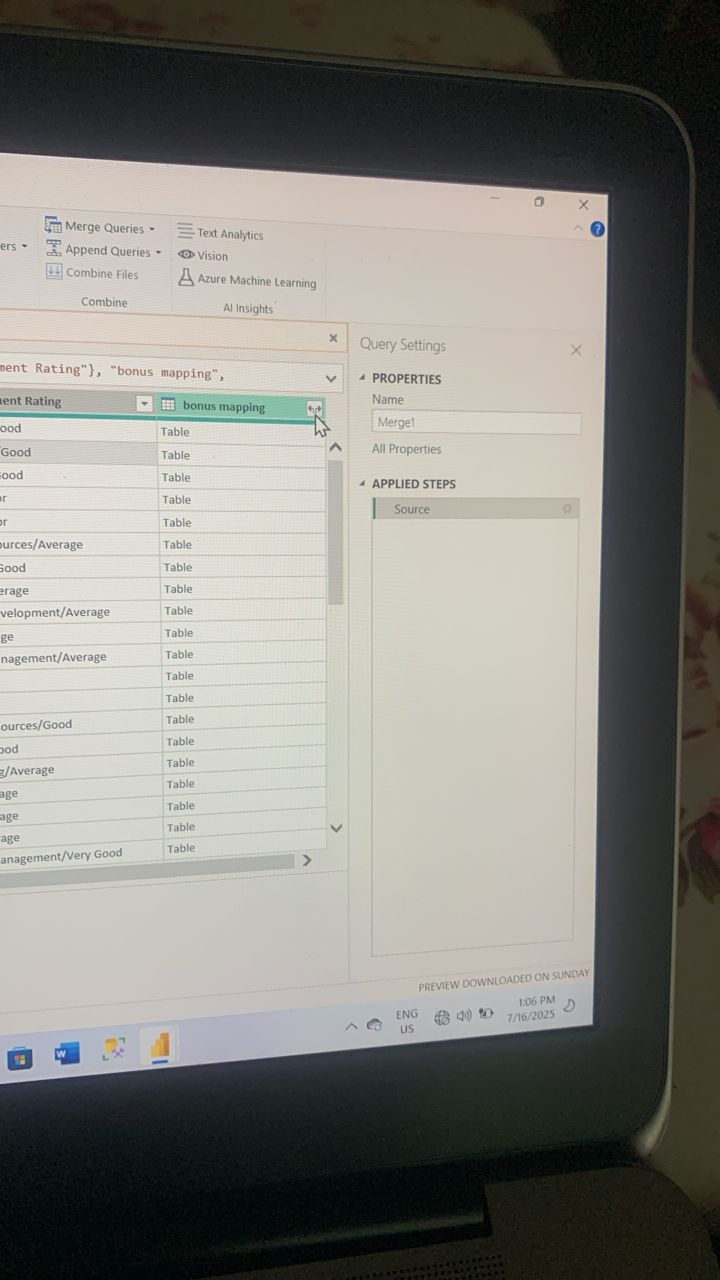 Merge Queries
Append Queries
Combine Files
Combine
Text Analytics
Vision
Azure Machine Learning
AI Insights
ers
?
ment Rating"}, "bonus mapping",
ent Rating
bonus mapping
ood
Table
/Good
Table
ood
Table
or
Table
or
Table
ources/Average
Table
Good
Table
erage
Table
velopment/Average
Table
ge
Table
nagement/Average
Table
Table
Table
ources/Good
Table
ood
Table
g/Average
Table
age
Table
age
Table
age
Table
anagement/Very Good
Table
Query Settings
PROPERTIES
Name
Merge1
All Properties
APPLIED STEPS
Source
PREVIEW DOWNLOADED ON SUNDAY
W
ENG
US
1:06 PM
7/16/2025